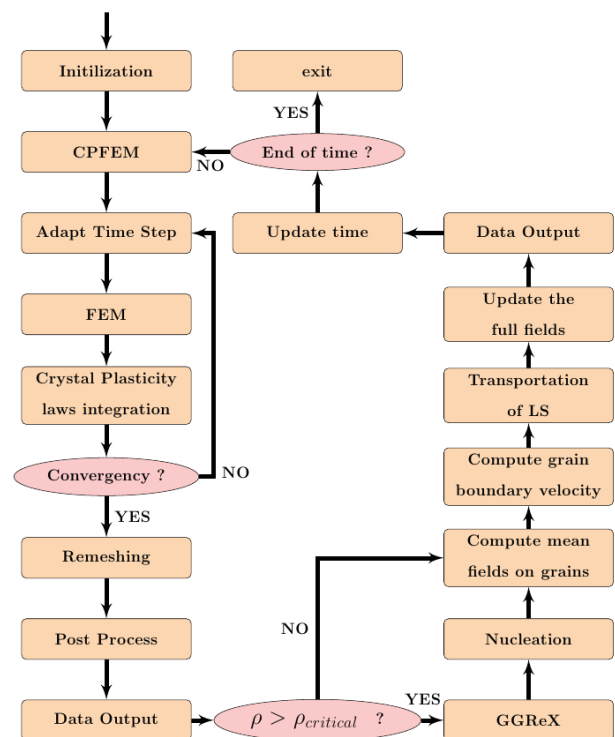 Initilization
CPFEM
Adapt Time Step
FEM
Crystal Plasticity
laws integration
Convergency ?
NO
YES
Remeshing
Post Process
Data Output
ρ > ρcritical ?
NO
YES
GGReX
Nucleation
Compute mean
fields on grains
Compute grain
boundary velocity
Transportation
of LS
Update the
full fields
Data Output
Update time
End of time ?
NO
YES
exit